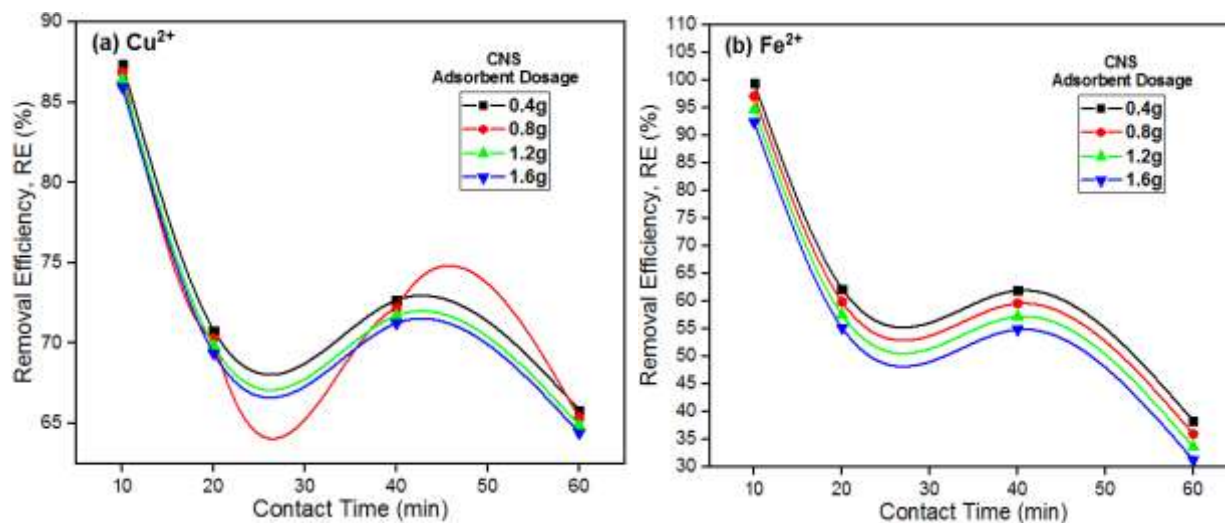 (a) Cu²⁺
CNS
Adsorbent Dosage
0.4g
0.8g
1.2g
1.6g
Removal Efficiency, RE (%)
90
85
80
75
70
65
10 20 30 40 50 60
Contact Time (min)
(b) Fe²⁺
CNS
Adsorbent Dosage
0.4g
0.8g
1.2g
1.6g
Removal Efficiency, RE (%)
110
105
100
95
90
85
80
75
70
65
60
55
50
45
40
35
30
10 20 30 40 50 60
Contact Time (min)